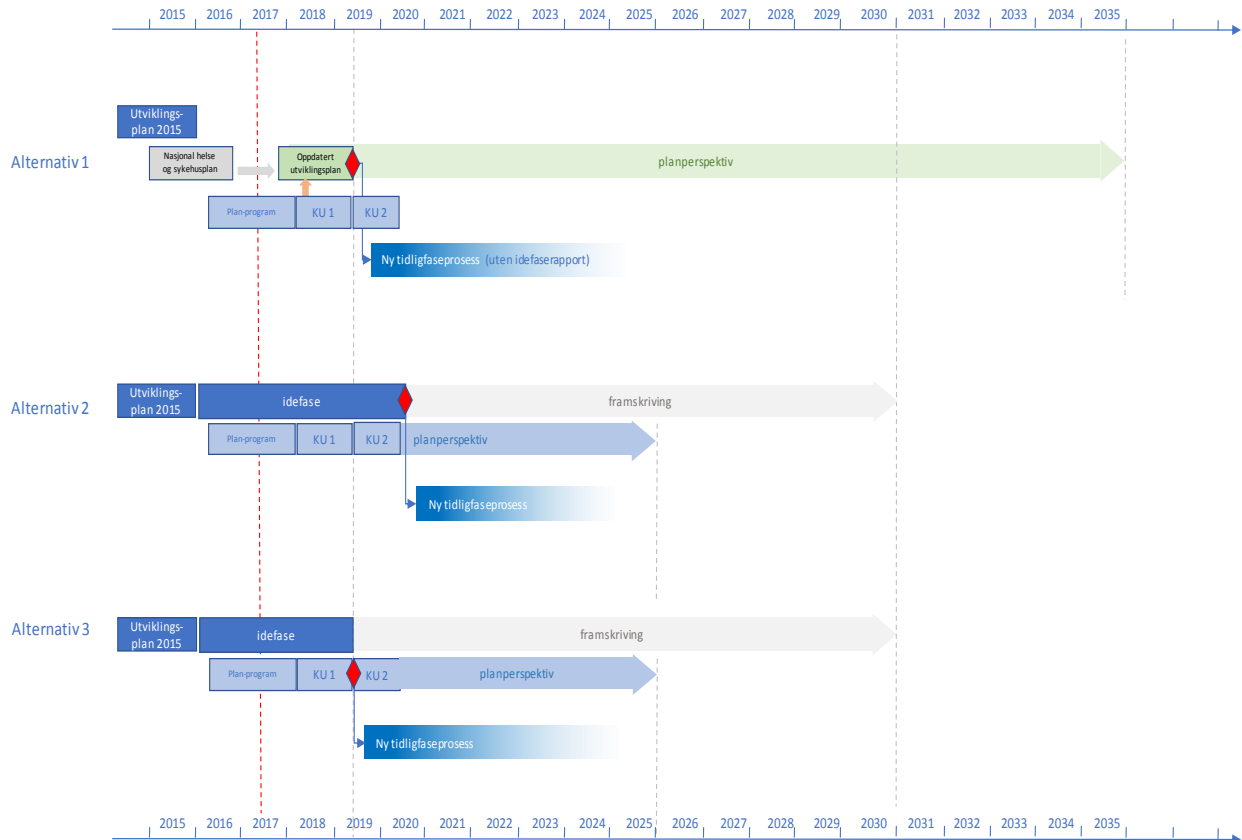 2015 2016 2017 2018 2019 2020 2021 2022 2023 2024 2025 2026 2027 2028 2029 2030 2031 2032 2033 2034 2035
Utviklings-
plan 2015
Alternativ 1
Nasjonal helse
og sykehusplan
Oppdatert
utviklingsplan
planperspektiv
Plan-program
KU 1
KU 2
Ny tidligfaseprosess (uten idefaserapport)
Alternativ 2
Utviklings-
plan 2015
idefase
framskriving
Plan-program
KU 1
KU 2
planperspektiv
Ny tidligfaseprosess
Alternativ 3
Utviklings-
plan 2015
idefase
framskriving
Plan-program
KU 1
KU 2
planperspektiv
Ny tidligfaseprosess
2015 2016 2017 2018 2019 2020 2021 2022 2023 2024 2025 2026 2027 2028 2029 2030 2031 2032 2033 2034 2035